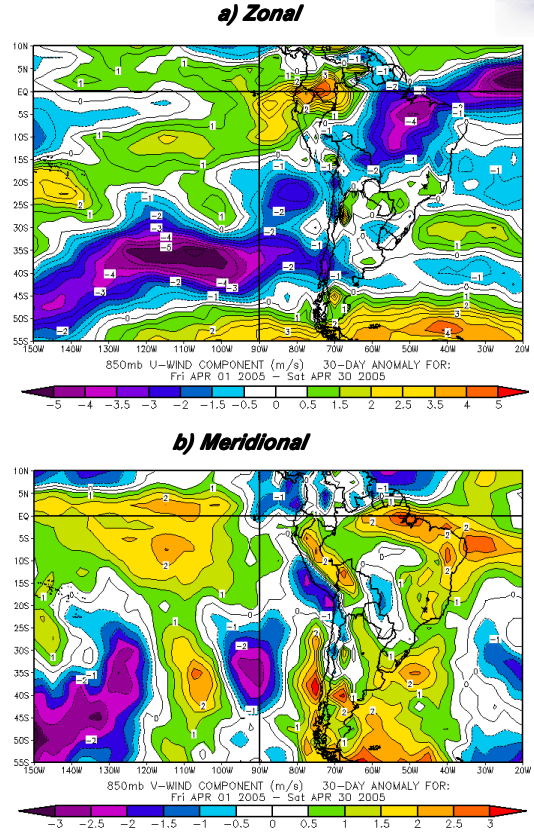 a) Zonal
10N
5N
EQ
5S
10S
15S
20S
25S
30S
35S
40S
45S
50S
55S
150W 140W 130W 120W 110W 100W 90W 80W 70W 60W 50W 40W 30W 20W
850mb U-WIND COMPONENT (m/s) 30-DAY ANOMALY FOR:
Fri APR 01 2005 - Sat APR 30 2005
-5 -4 -3.5 -3 -2 -1.5 -0.5 0 0.5 1.5 2 2.5 3.5 4 5
b) Meridional
10N
5N
EQ
5S
10S
15S
20S
25S
30S
35S
40S
45S
50S
55S
150W 140W 130W 120W 110W 100W 90W 80W 70W 60W 50W 40W 30W 20W
850mb V-WIND COMPONENT (m/s) 30-DAY ANOMALY FOR:
Fri APR 01 2005 - Sat APR 30 2005
-3 -2.5 -2 -1.5 -1 -0.5 0 0.5 1 1.5 2 2.5 3